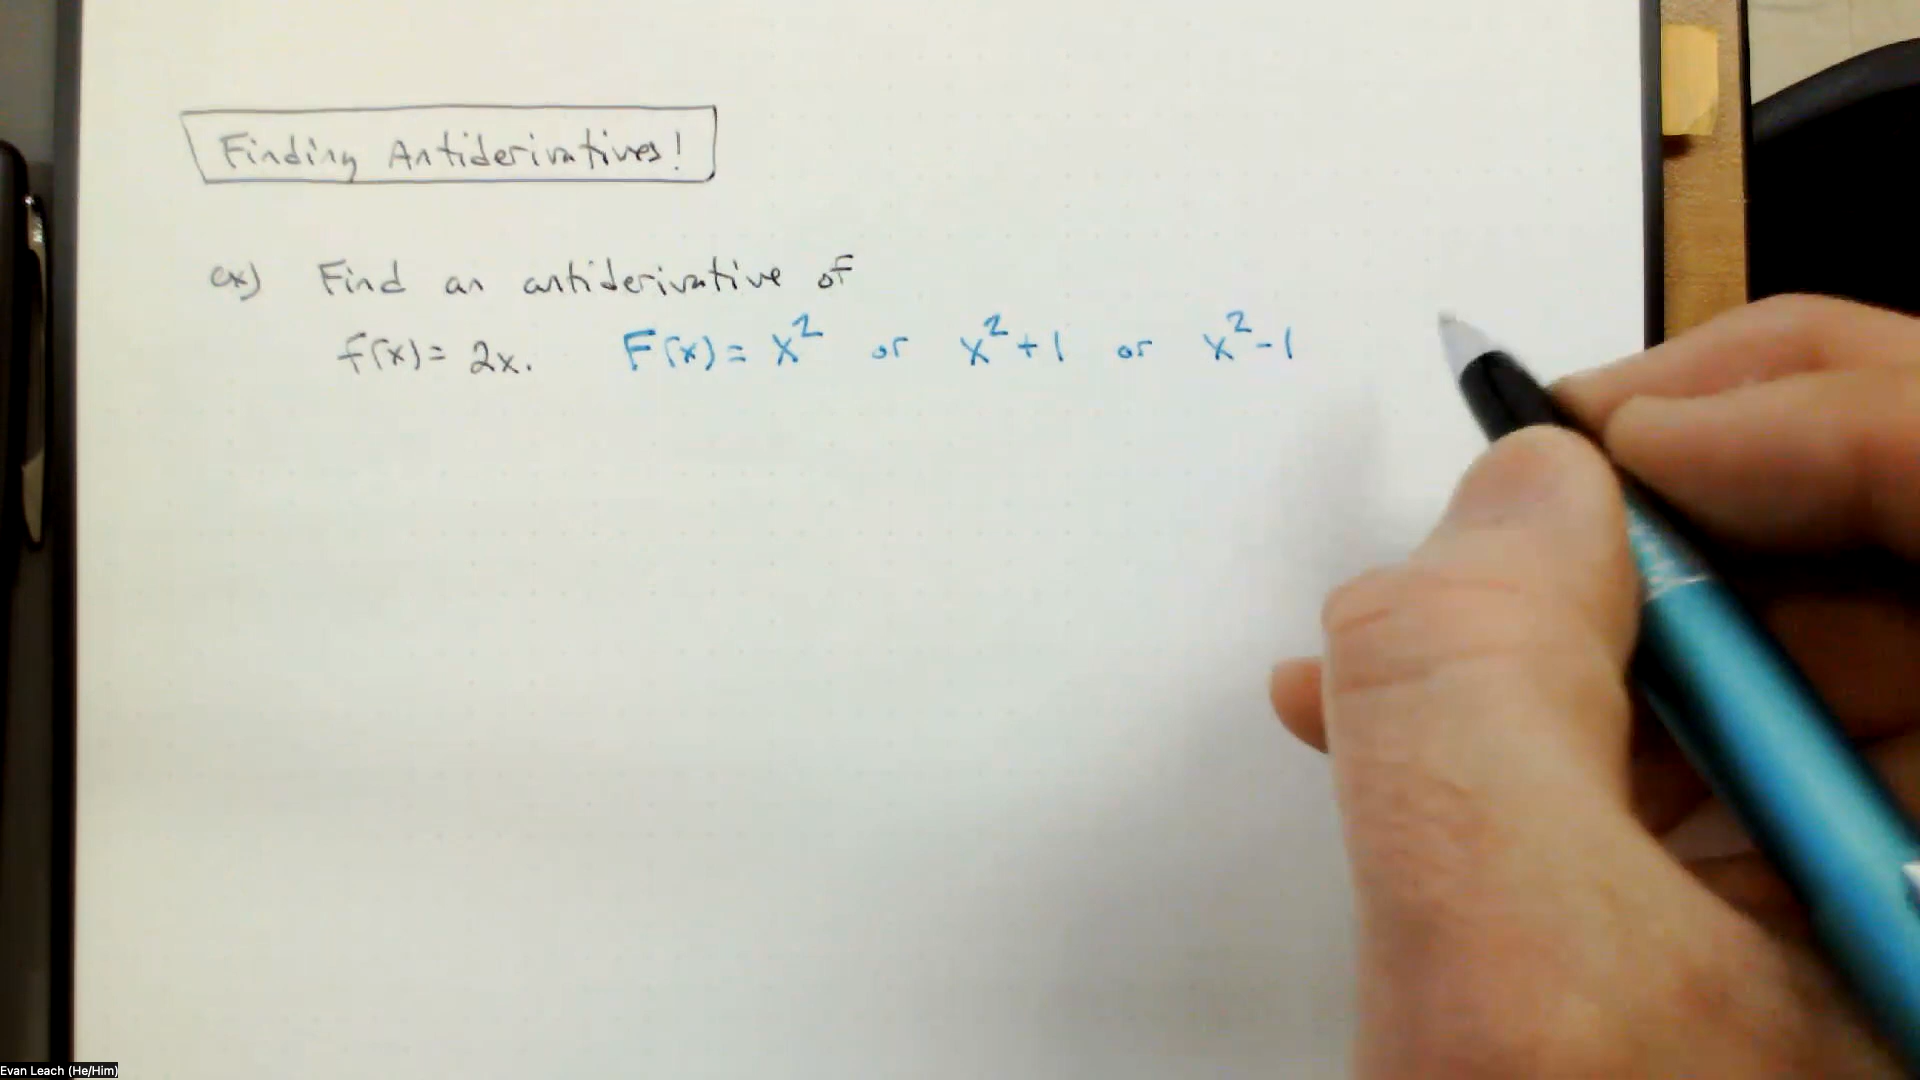 Finding Antiderivatives!
ex) Find an antiderivative of
f(x) = 2x. F(x) = x² or x² + 1 or x² - 1
Evan Leach (He/Him)